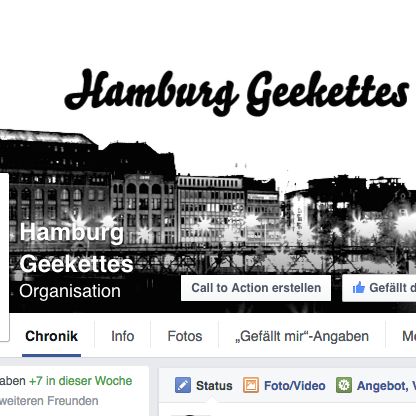 Hamburg Geekettes
Hamburg
Geekettes
Organisation
Call to Action erstellen
Gefällt d
Chronik Info Fotos „Gefällt mir“-Angaben Me
aben +7 in dieser Woche
weiteren Freunden
Status Foto/Video Angebot, V